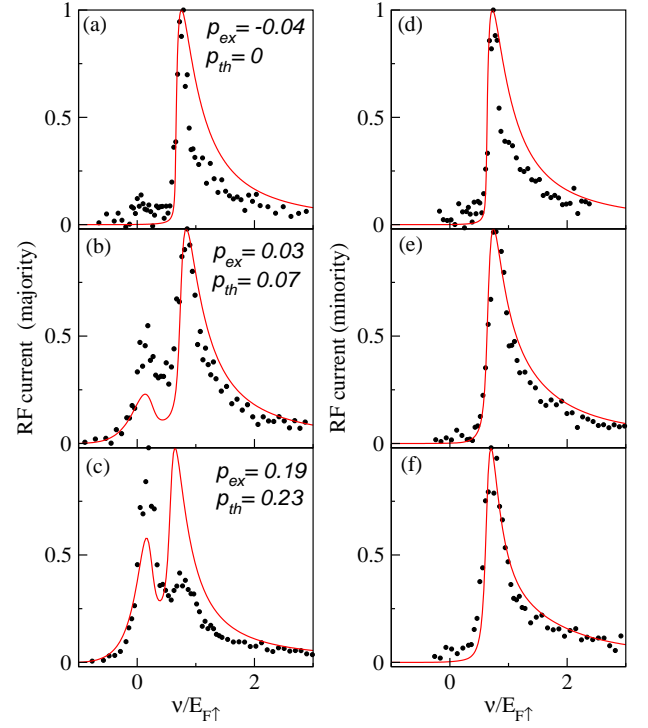 (a)
p_ex = -0.04
p_th = 0
(d)
1
0.5
0
1
0.5
0
(b)
p_ex = 0.03
p_th = 0.07
(e)
RF current (majority)
RF current (minority)
0.5
0
0.5
0
(c)
p_ex = 0.19
p_th = 0.23
(f)
0.5
0
0.5
0
0 2
0 2
ν/E_F↑
ν/E_F↑